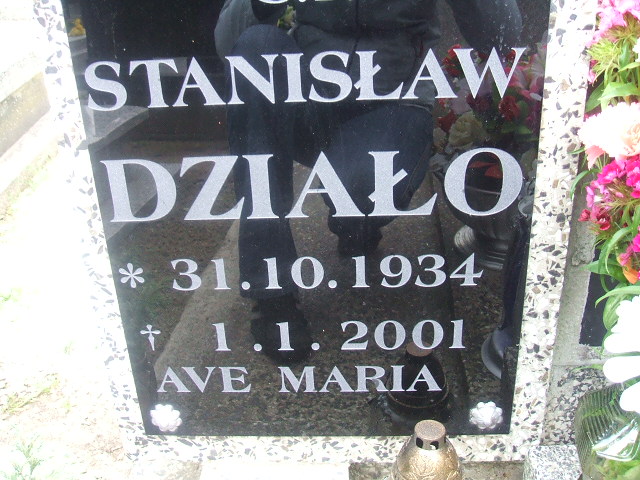 STANISŁAW
DZIAŁO
* 31.10.1934
† 1.1.2001
AVE MARIA